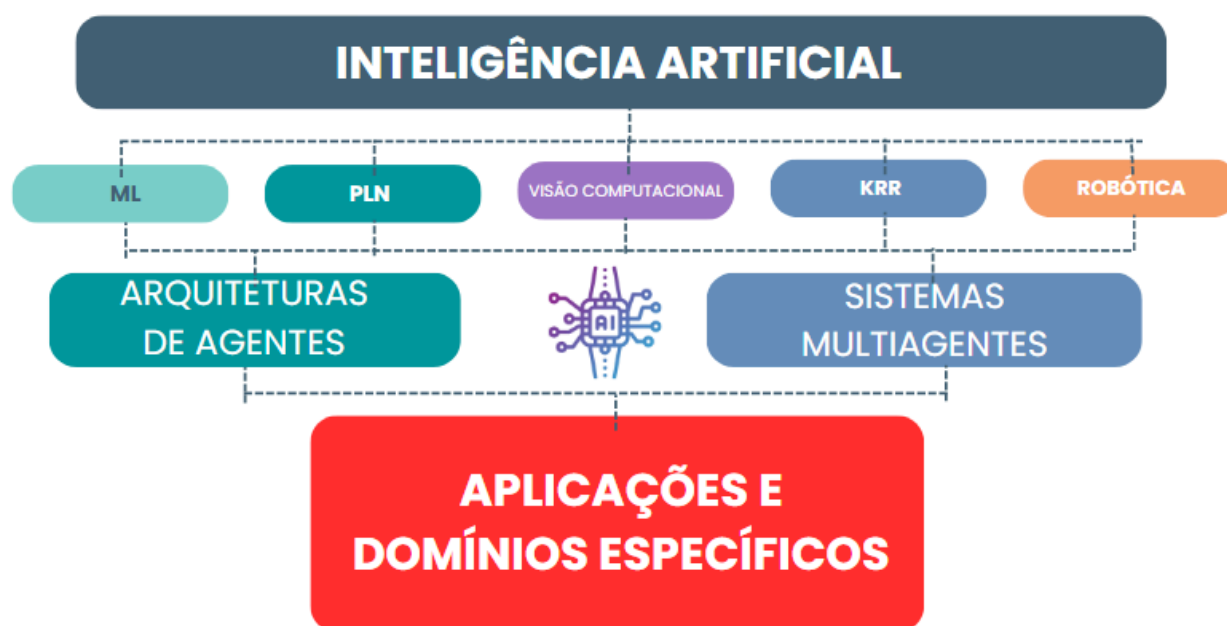 INTELIGÊNCIA ARTIFICIAL
ML
PLN
VISÃO COMPUTACIONAL
KRR
ROBÓTICA
ARQUITETURAS
DE AGENTES
AI
SISTEMAS
MULTIAGENTES
APLICAÇÕES E
DOMÍNIOS ESPECÍFICOS